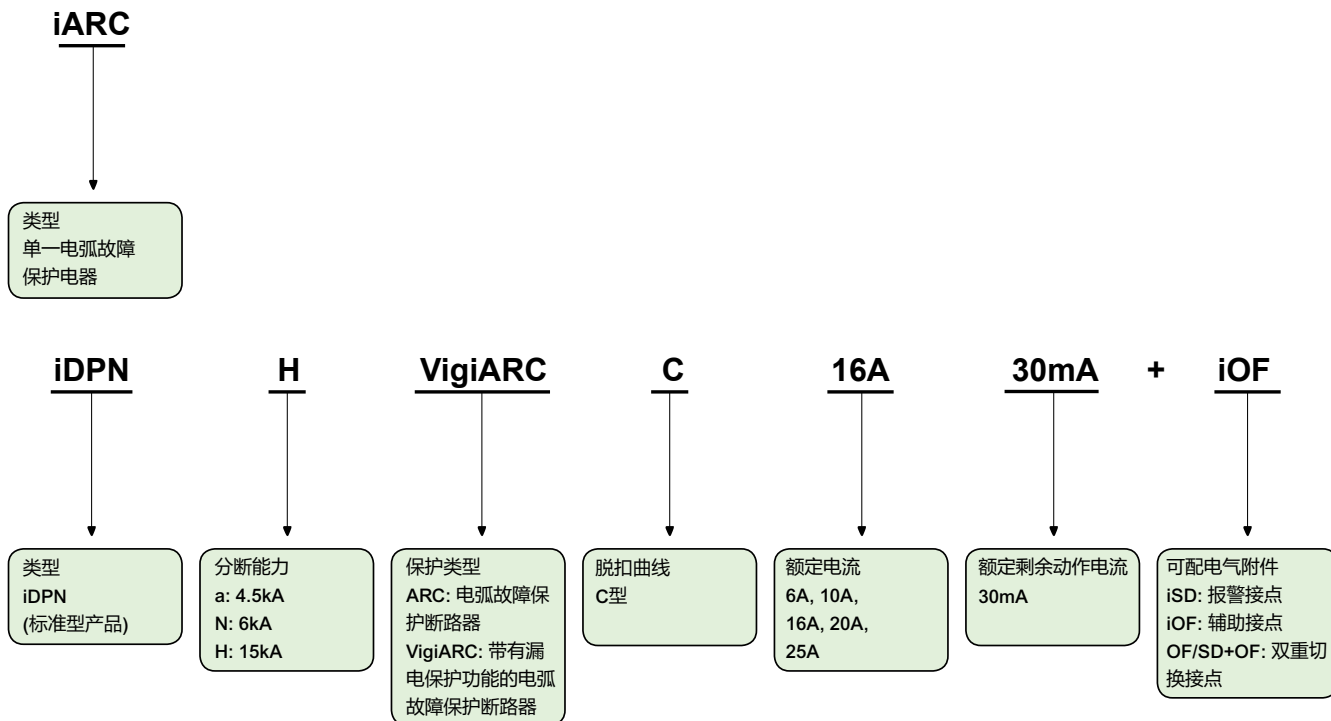 iARC
类型
单一电弧故障
保护电器
iDPN H VigiARC C 16A 30mA + iOF
类型
iDPN
(标准型产品)
分断能力
a: 4.5kA
N: 6kA
H: 15kA
保护类型
ARC: 电弧故障保
护断路器
VigiARC: 带有漏
电保护功能的电弧
故障保护断路器
脱扣曲线
C型
额定电流
6A, 10A,
16A, 20A,
25A
额定剩余动作电流
30mA
可配电气附件
iSD: 报警接点
iOF: 辅助接点
OF/SD+OF: 双重切
换接点